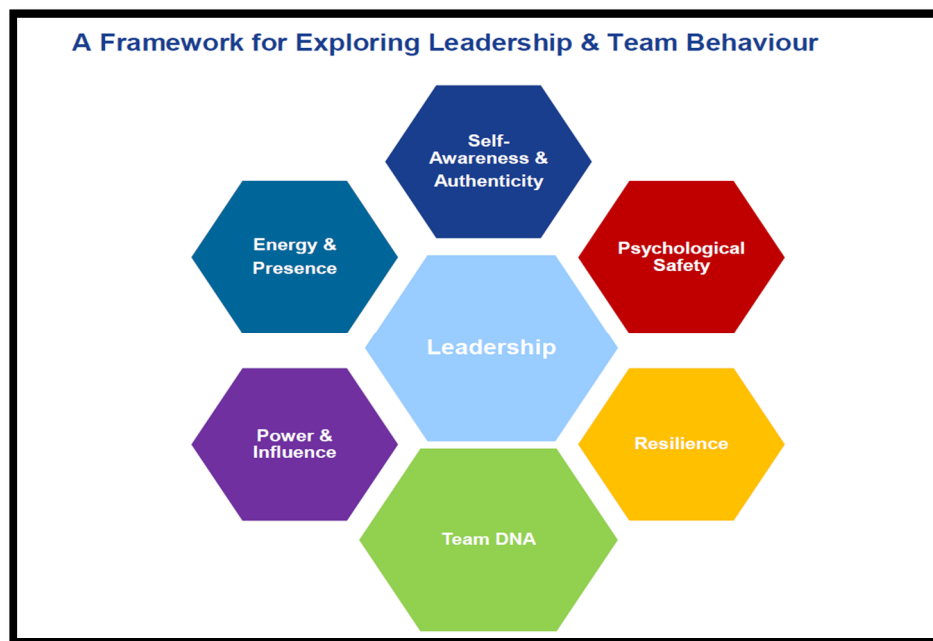 A Framework for Exploring Leadership & Team Behaviour
Self-
Awareness &
Authenticity
Energy &
Presence
Psychological
Safety
Leadership
Power &
Influence
Resilience
Team DNA